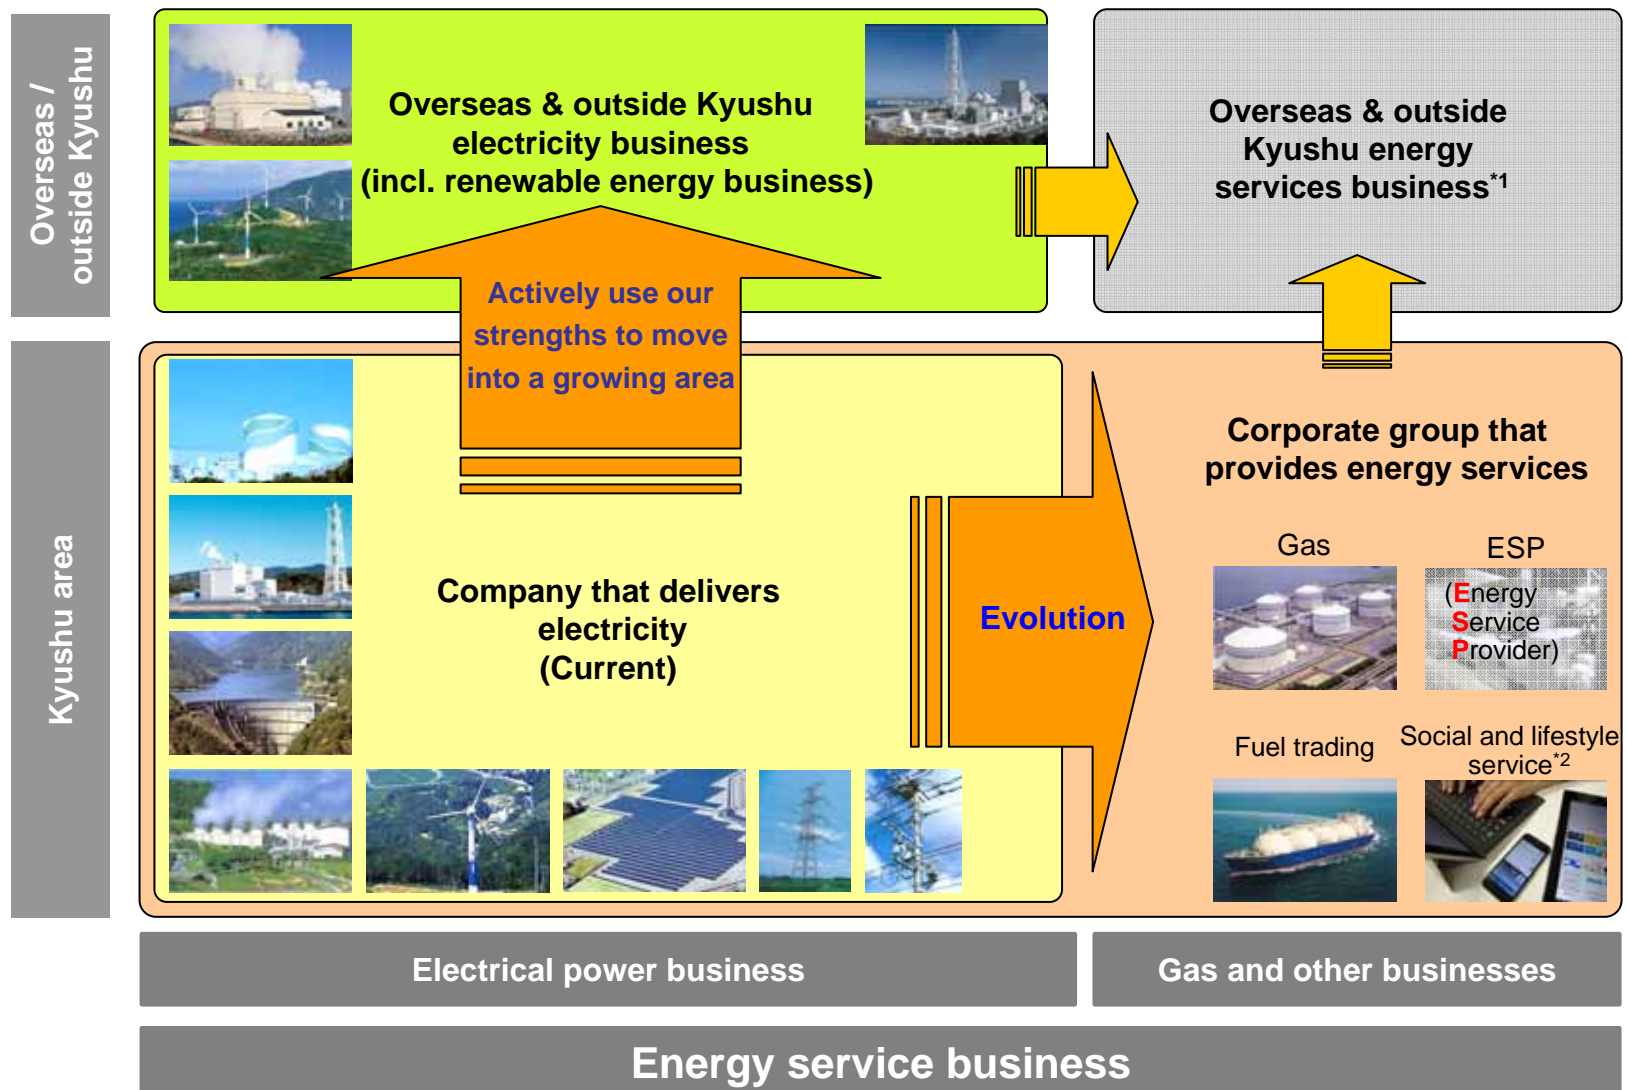 Overseas /
outside Kyushu
Overseas & outside Kyushu
electricity business
(incl. renewable energy business)
Overseas & outside
Kyushu energy
services business*1
Actively use our
strengths to move
into a growing area
Kyushu area
Company that delivers
electricity
(Current)
Evolution
Corporate group that
provides energy services
Gas
ESP
(Energy
Service
Provider)
Fuel trading
Social and lifestyle
service*2
Electrical power business
Gas and other businesses
Energy service business